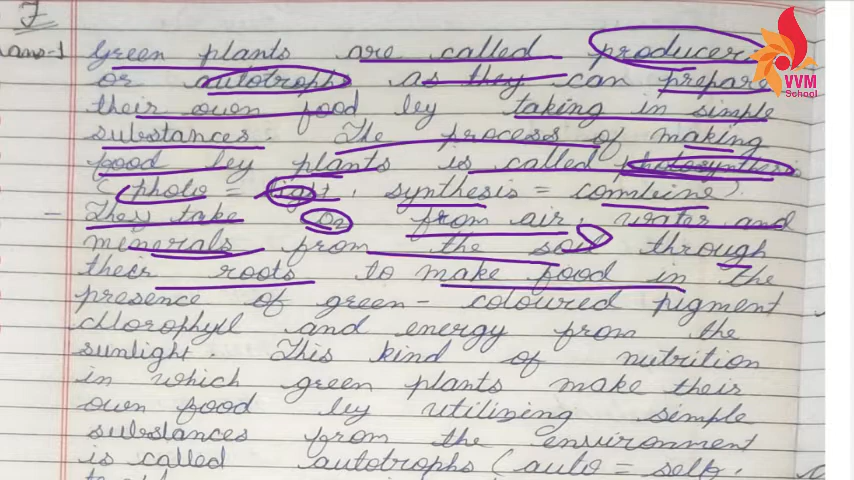 F
ans-1 Green plants are called producer
or autotroph as they can prepare
their own food by taking in simple
substances. The process of making
food by plants is called photosynthesis
(photo = light, synthesis = combine).
- They take O2 from air, water and
minerals from the soil through
their roots to make food in the
presence of green-coloured pigment
chlorophyll and energy from the
sunlight. This kind of nutrition
in which green plants make their
own food by utilizing simple
substances from the environment
is called autotrophs (auto = self,
VVM
School